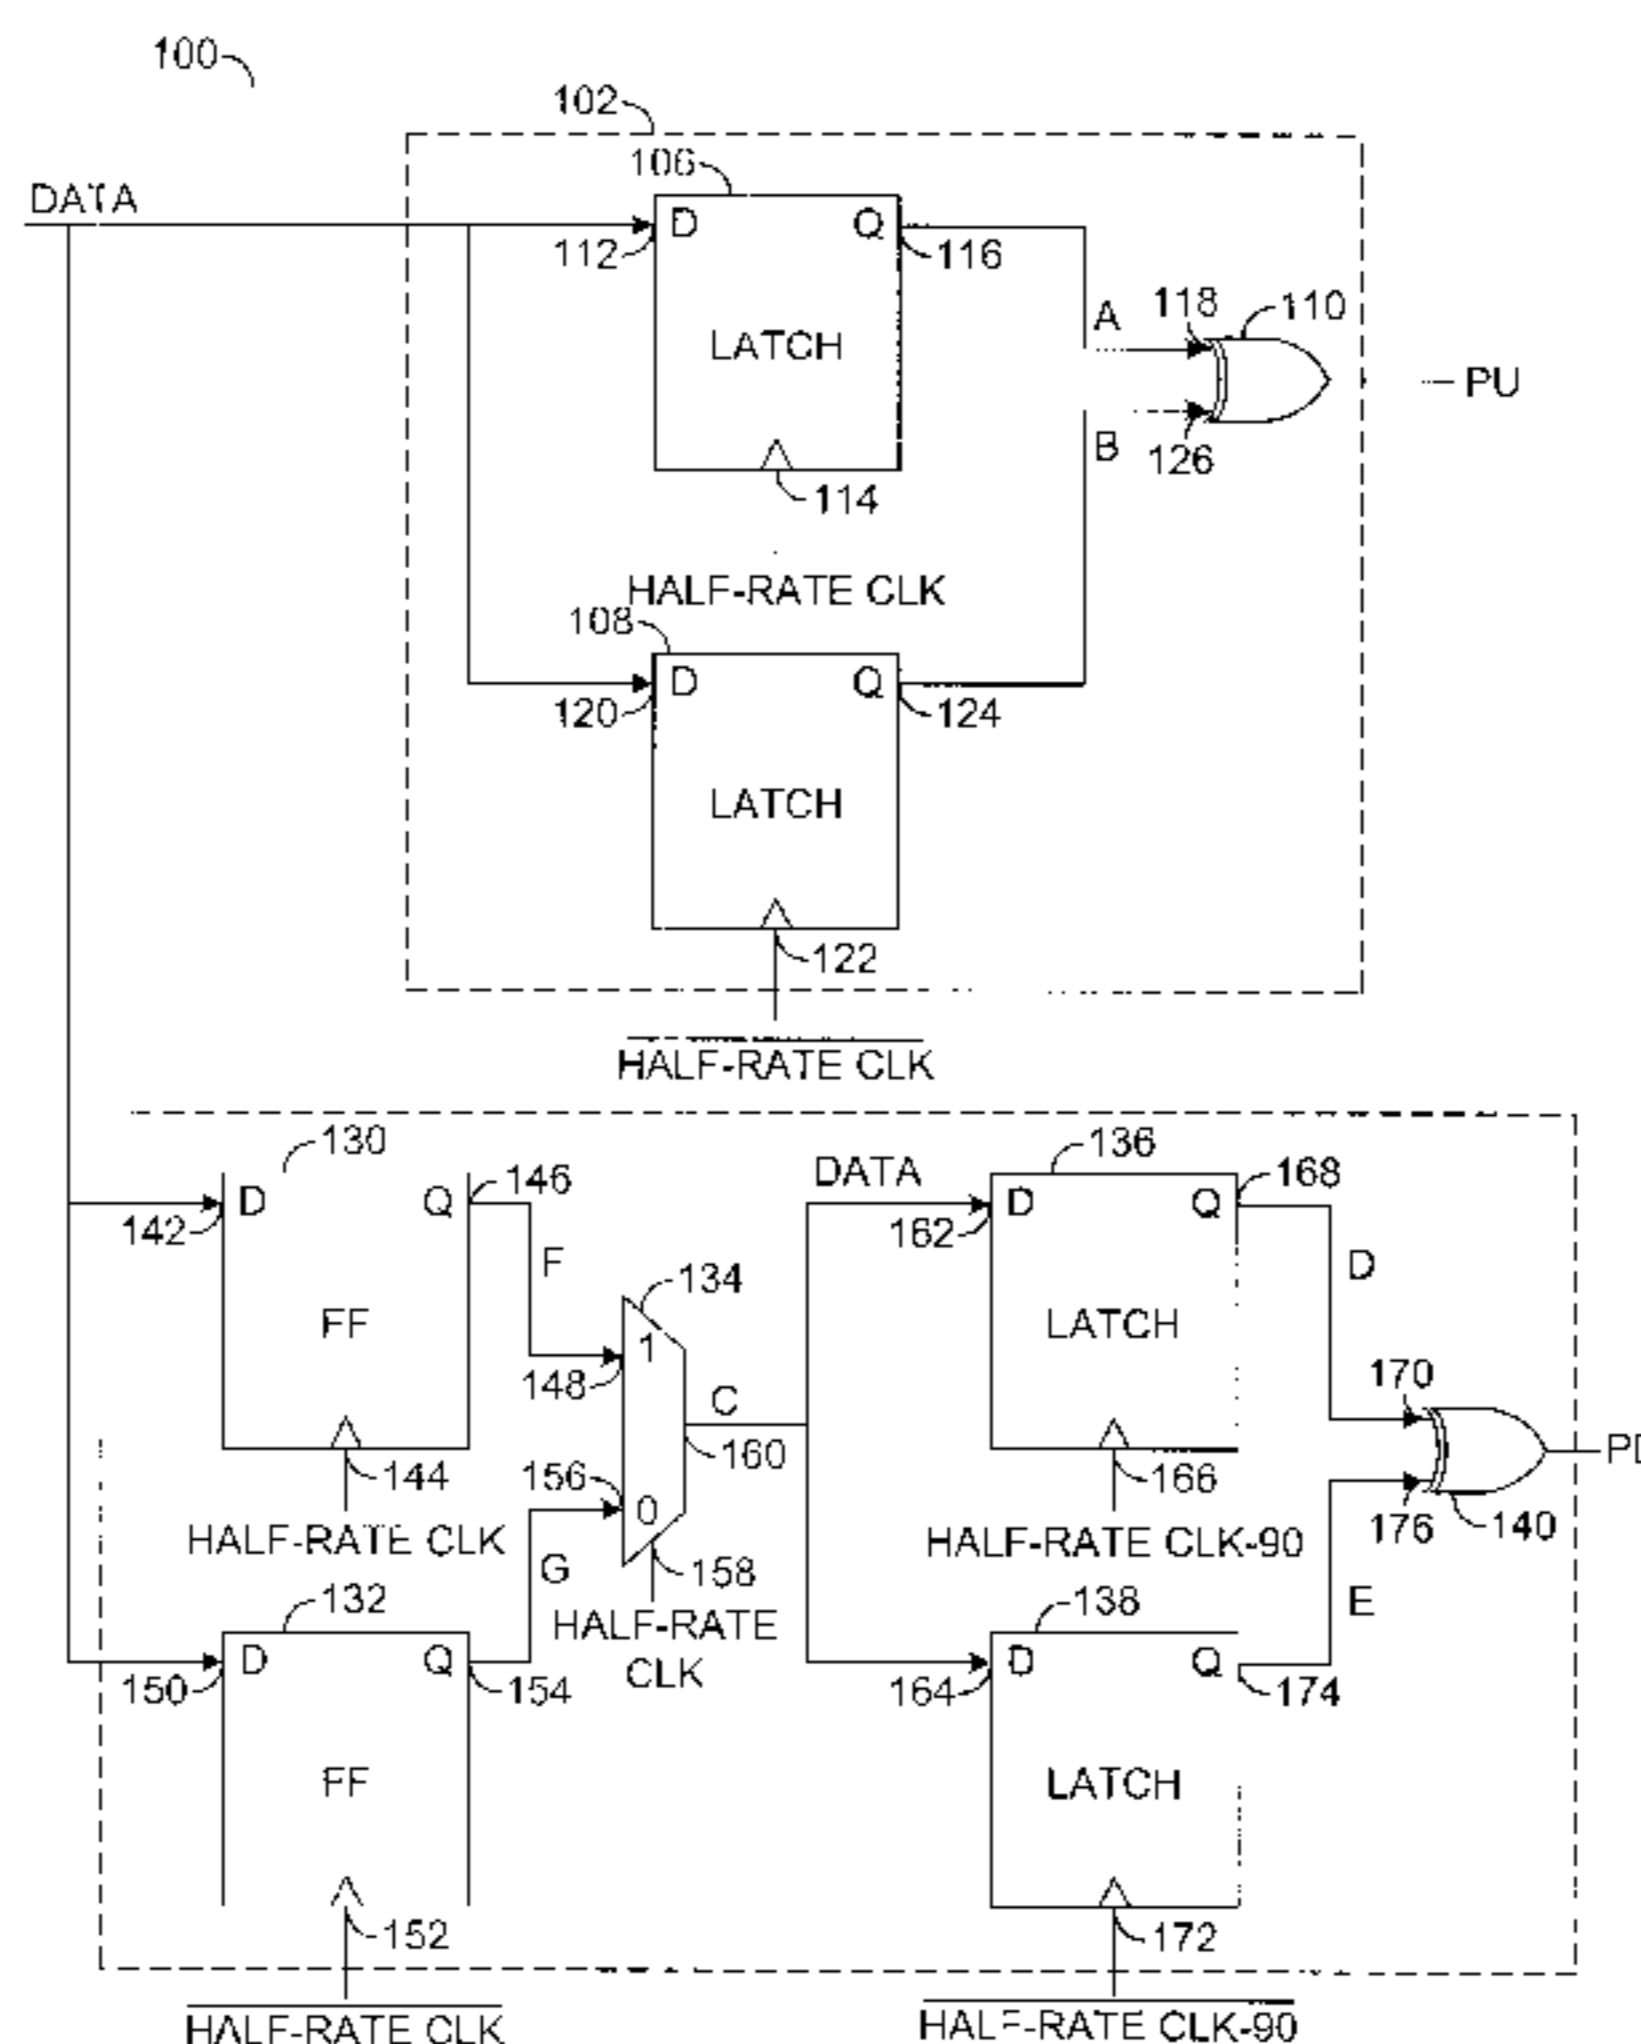 100
102
106
DATA
D
Q
112
116
LATCH
A
118
110
PU
B
126
114
HALF-RATE CLK
108
D
Q
120
124
LATCH
122
HALF-RATE CLK
130
136
D
Q
146
DATA
D
Q
168
142
162
F
D
134
FF
1
LATCH
148
C
170
160
144
156
166
PD
HALF-RATE CLK
0
HALF-RATE CLK-90
176
140
G
158
132
HALF-RATE
CLK
138
E
D
Q
D
Q
150
154
164
174
FF
LATCH
152
172
HALF-RATE CLK
HALF-RATE CLK-90